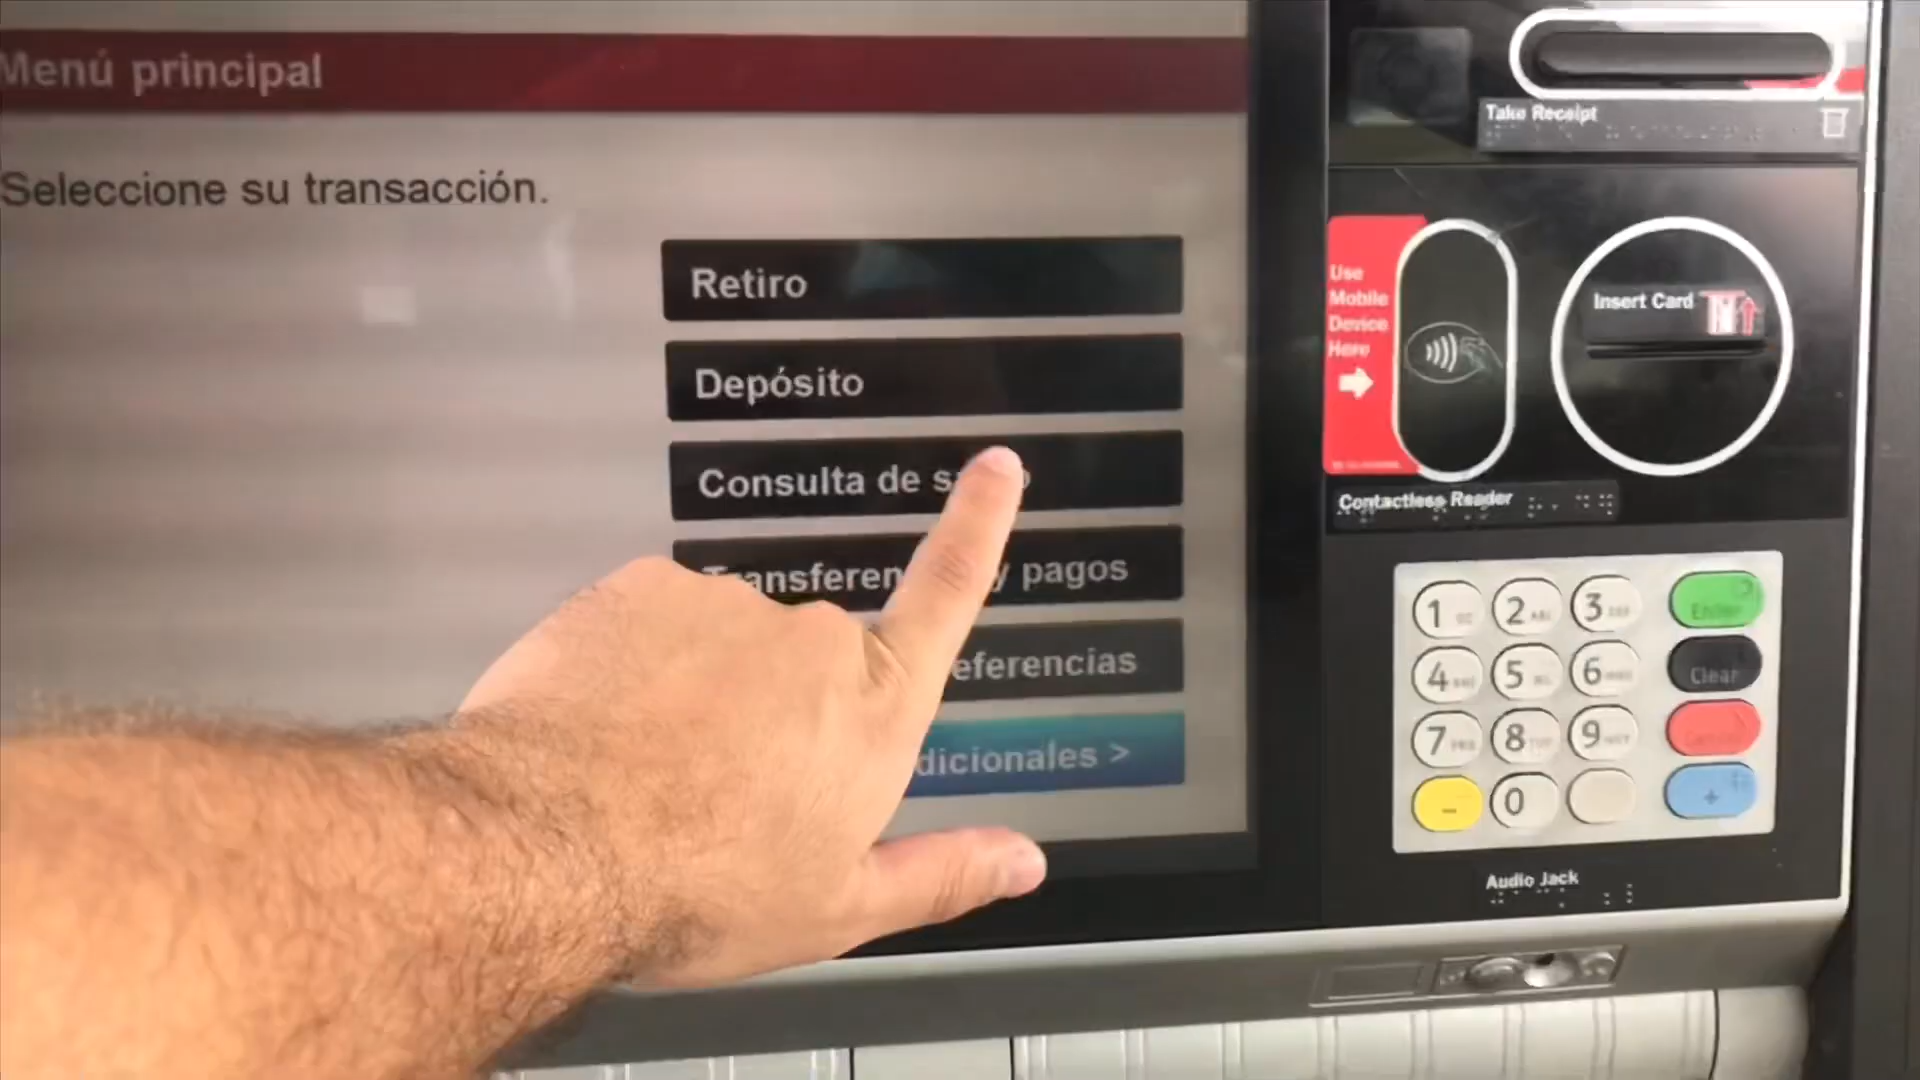 Menú principal
Seleccione su transacción.
Retiro
Depósito
Consulta de
pagos
dicionales >
Take Receipt
Use
Mobile
Device
Here
Insert Card
Contactless Reader
1 2 3 Enter
4 5 6 Clear
7 8 9 Cancel
- 0 +
Audio Jack